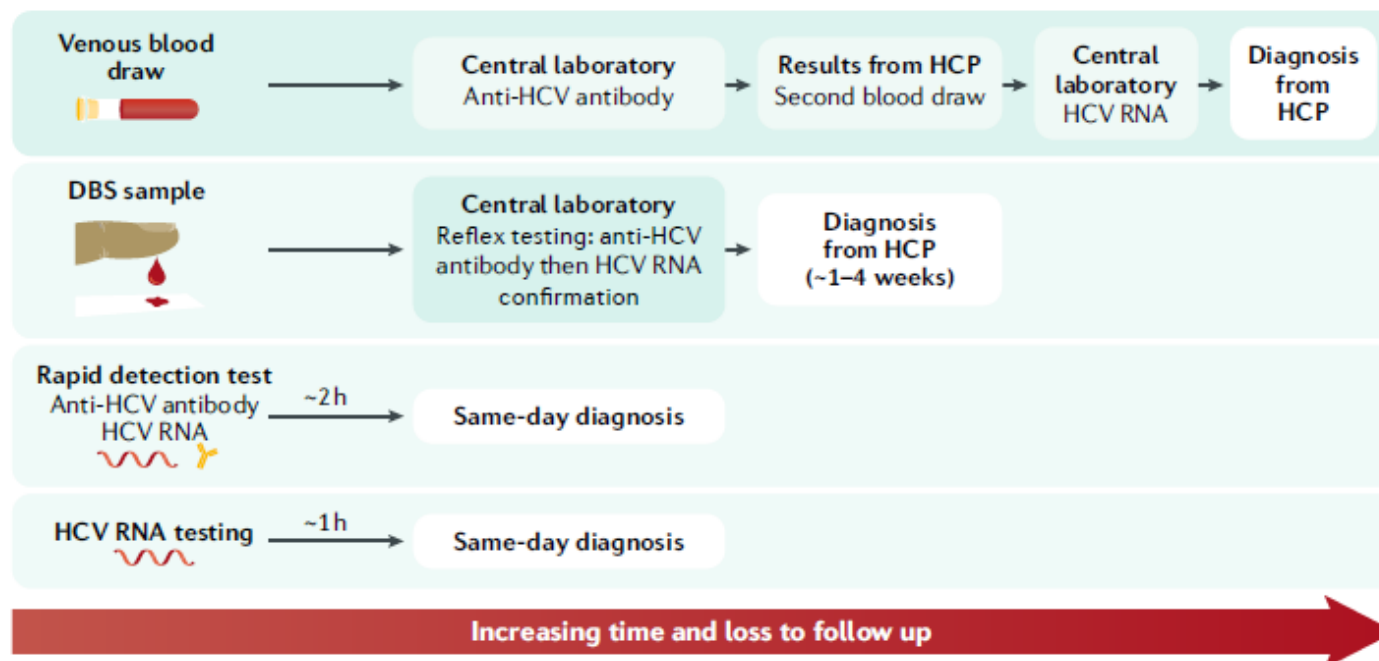 Venous blood
draw
Central laboratory
Anti-HCV antibody
Results from HCP
Second blood draw
Central
laboratory
HCV RNA
Diagnosis
from
HCP
DBS sample
Central laboratory
Reflex testing: anti-HCV
antibody then HCV RNA
confirmation
Diagnosis
from HCP
(~1–4 weeks)
Rapid detection test
Anti-HCV antibody
HCV RNA
~2 h
Same-day diagnosis
HCV RNA testing
~1 h
Same-day diagnosis
Increasing time and loss to follow up